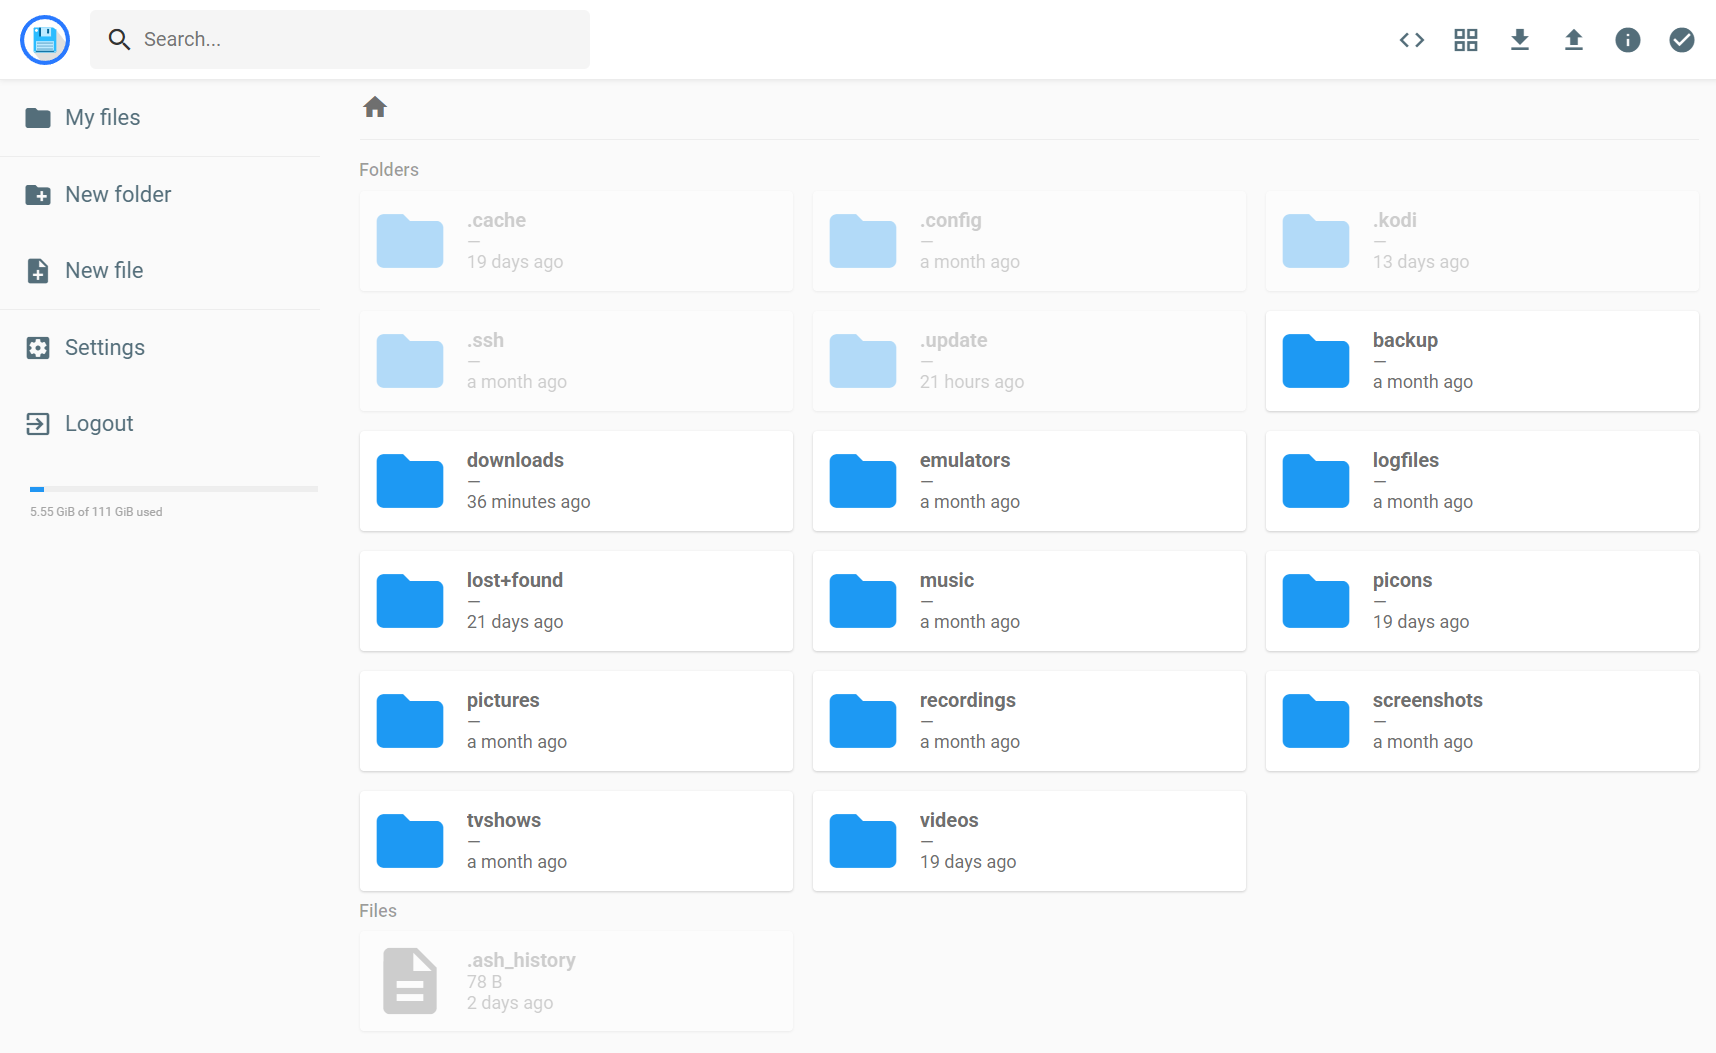 Search...
My files
New folder
New file
Settings
Logout
5.55 GiB of 111 GiB used
Folders
.cache
—
19 days ago
.config
—
a month ago
.kodi
—
13 days ago
.ssh
—
a month ago
.update
—
21 hours ago
backup
—
a month ago
downloads
—
36 minutes ago
emulators
—
a month ago
logfiles
—
a month ago
lost+found
—
21 days ago
music
—
a month ago
picons
—
19 days ago
pictures
—
a month ago
recordings
—
a month ago
screenshots
—
a month ago
tvshows
—
a month ago
videos
—
19 days ago
Files
.ash_history
78 B
2 days ago